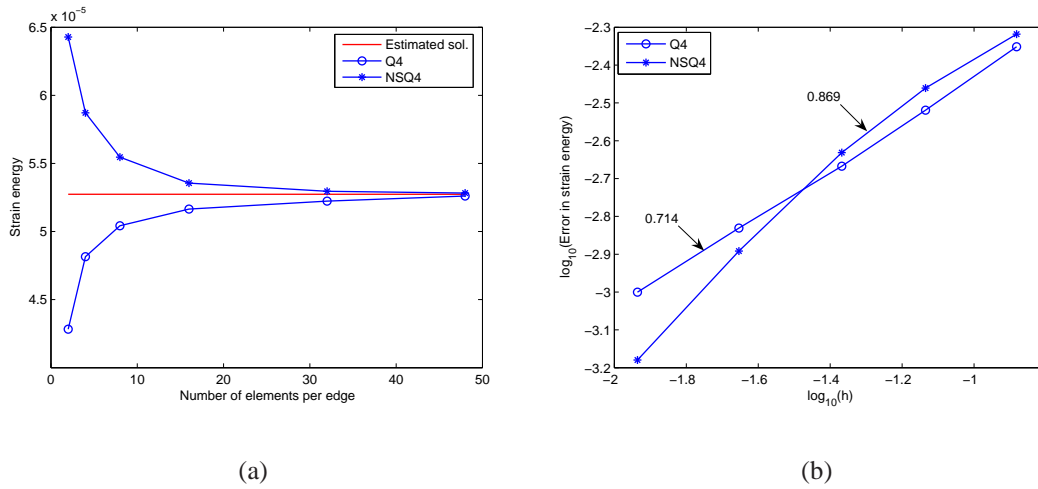 x 10⁻⁵
6.5
6
5.5
5
4.5
0
10
20
30
40
50
Strain energy
Number of elements per edge
Estimated sol.
Q4
NSQ4
(a)
−2.3
−2.4
−2.5
−2.6
−2.7
−2.8
−2.9
−3
−3.1
−3.2
−2
−1.8
−1.6
−1.4
−1.2
−1
log₁₀(Error in strain energy)
log₁₀(h)
Q4
NSQ4
0.869
0.714
(b)